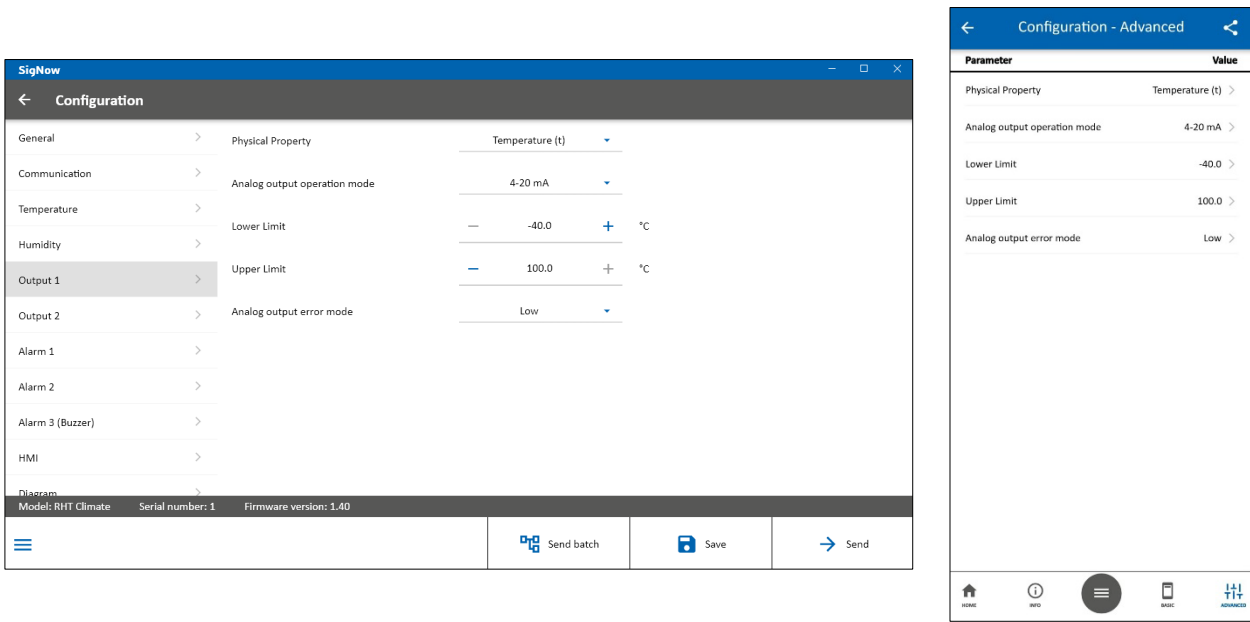 SigNow
Configuration
General
Communication
Temperature
Humidity
Output 1
Output 2
Alarm 1
Alarm 2
Alarm 3 (Buzzer)
HMI
Diagram
Physical Property Temperature (t)
Analog output operation mode 4-20 mA
Lower Limit -40.0 °C
Upper Limit 100.0 °C
Analog output error mode Low
Model: RHT Climate Serial number: 1 Firmware version: 1.40
Send batch Save Send
Configuration - Advanced
Parameter Value
Physical Property Temperature (t)
Analog output operation mode 4-20 mA
Lower Limit -40.0
Upper Limit 100.0
Analog output error mode Low
HOME INFO BASIC ADVANCED